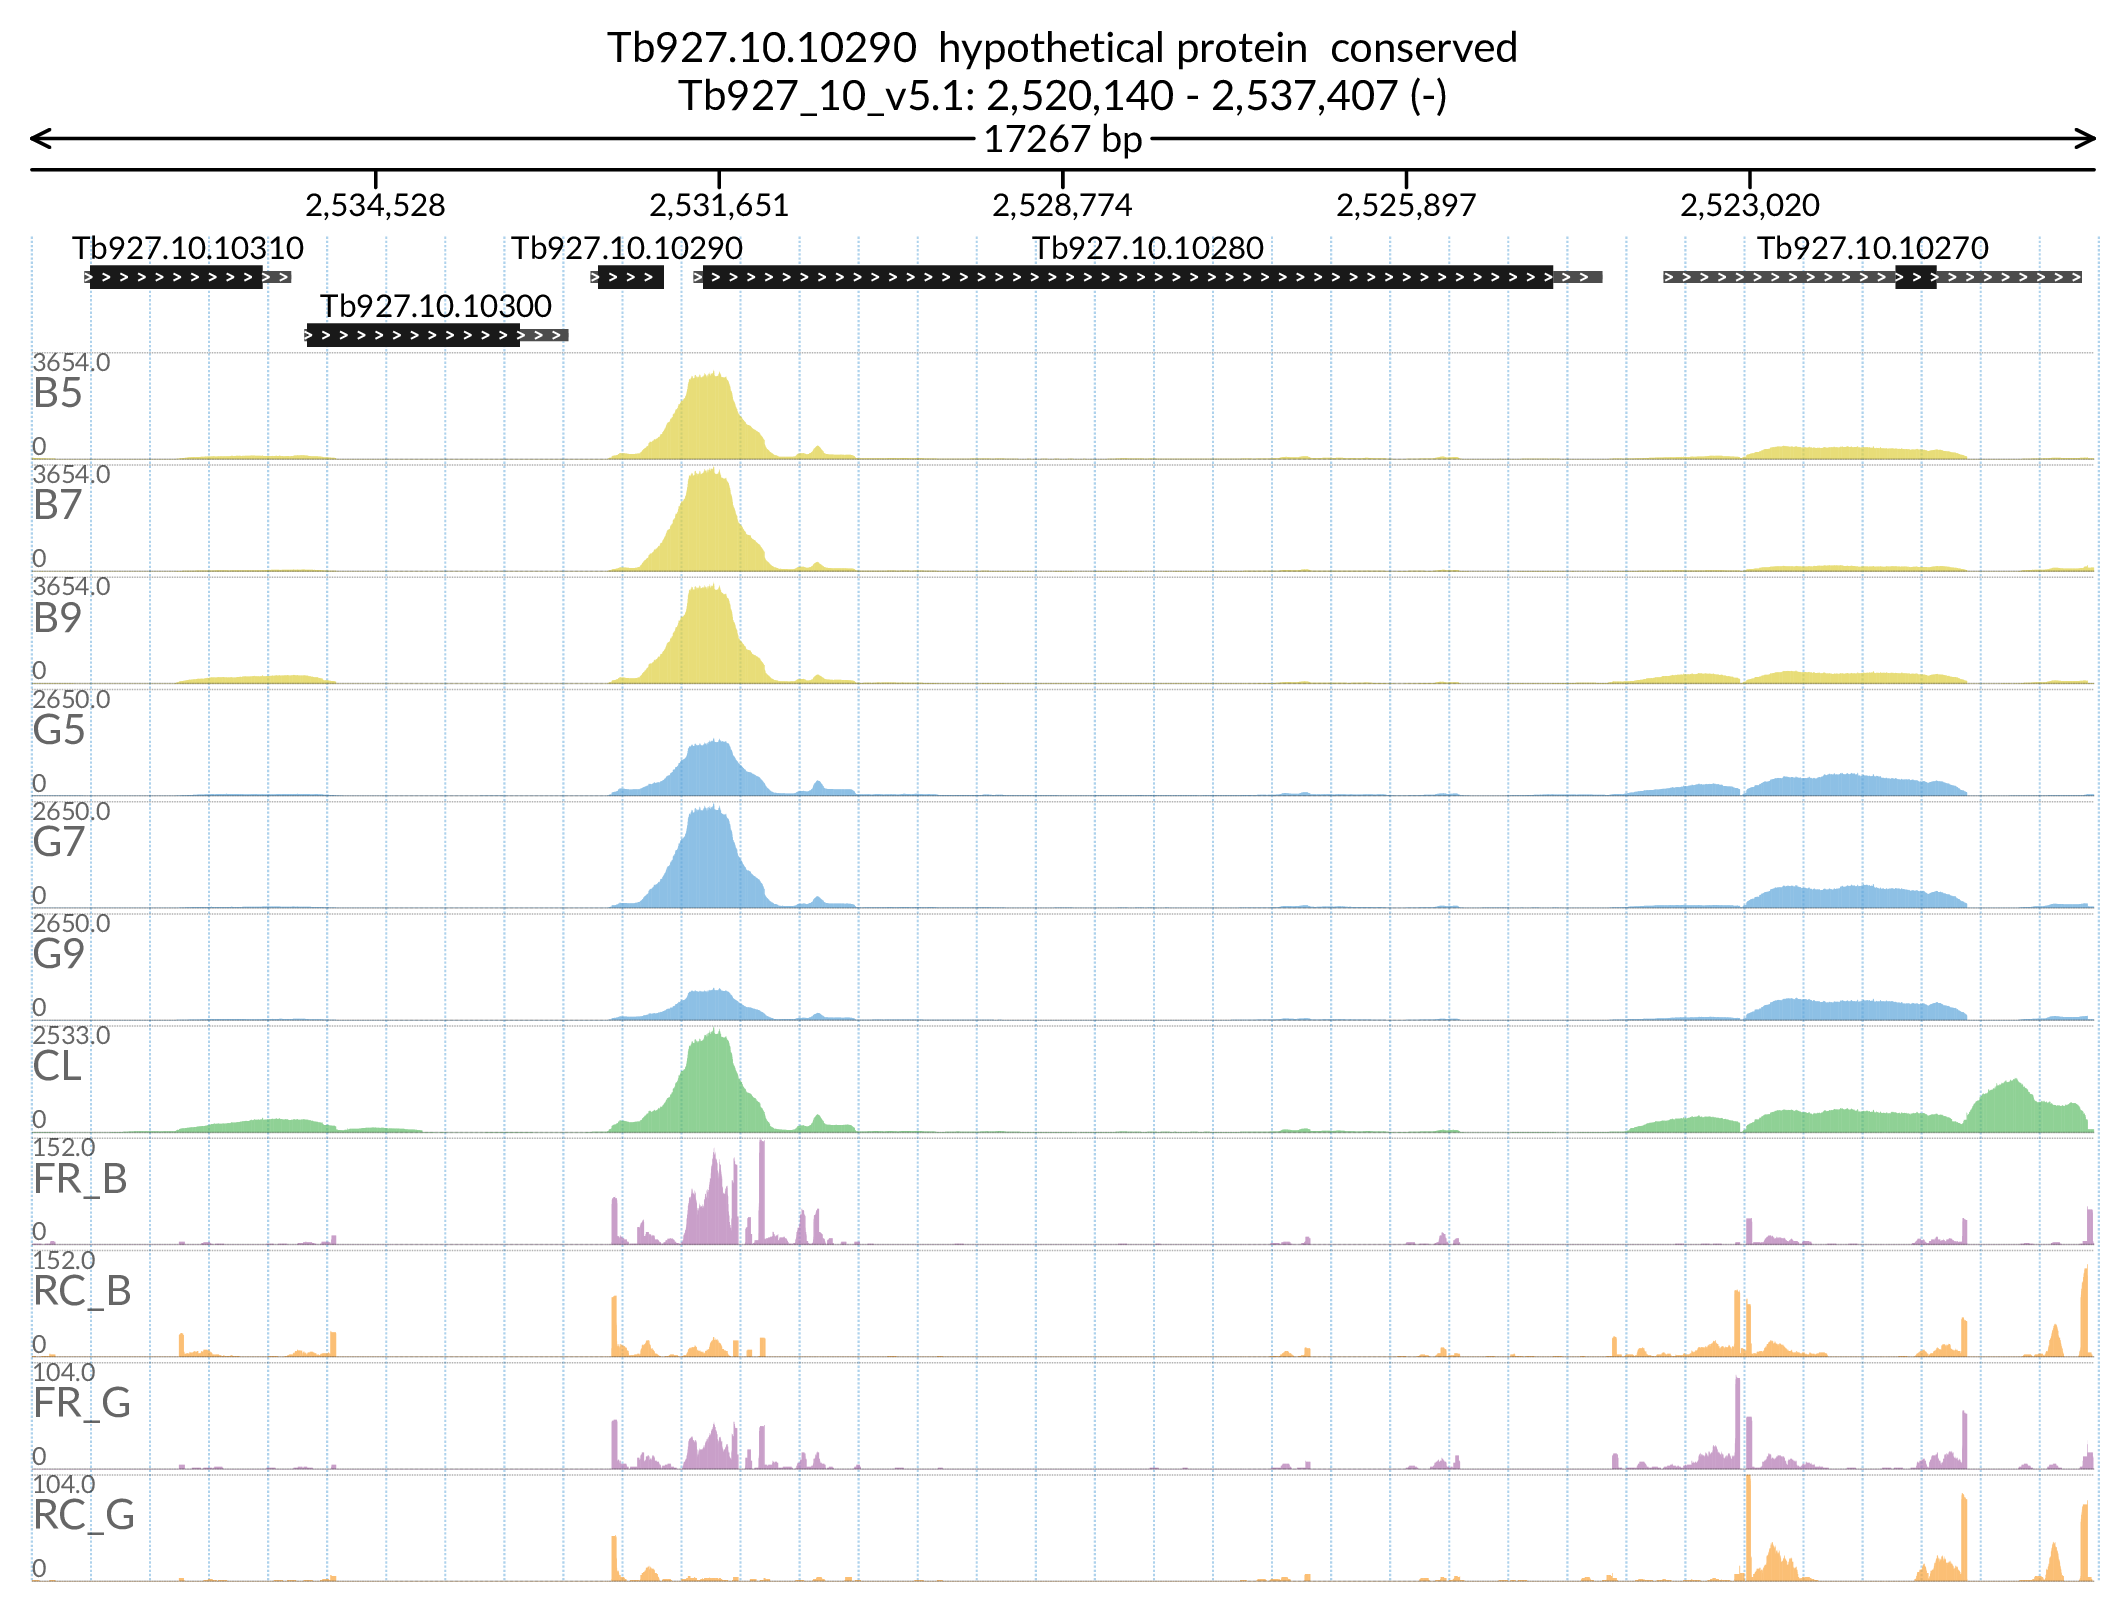 Tb927.10.10290 hypothetical protein conserved
Tb927_10_v5.1: 2,520,140 - 2,537,407 (-)
17267 bp
2,534,528 2,531,651 2,528,774 2,525,897 2,523,020
Tb927.10.10310 Tb927.10.10290 Tb927.10.10280 Tb927.10.10270
Tb927.10.10300
3654.0
B5
0
3654.0
B7
0
3654.0
B9
0
2650.0
G5
0
2650.0
G7
0
2650.0
G9
0
2533.0
CL
0
152.0
FR_B
0
152.0
RC_B
0
104.0
FR_G
0
104.0
RC_G
0